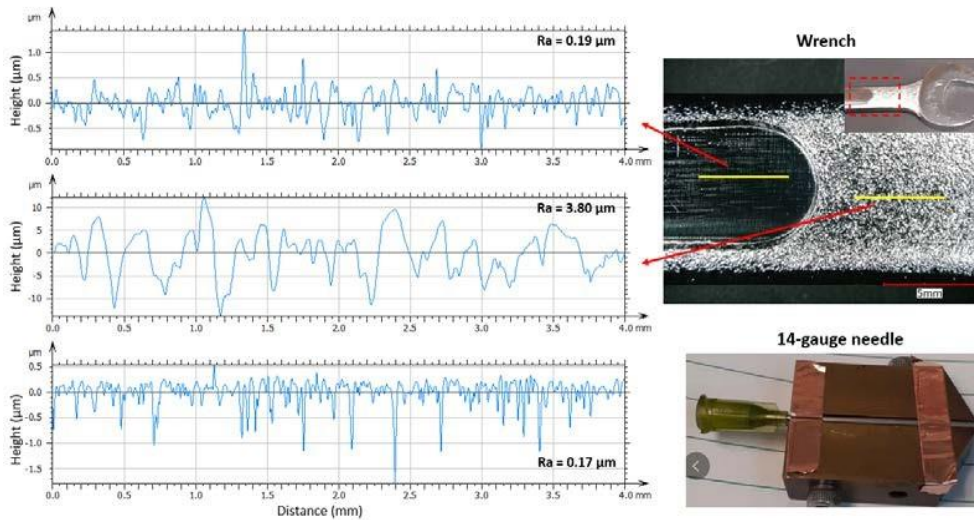 µm
Ra = 0.19 µm
Height (µm)
1.0
0.5
0.0
-0.5
0.0 0.5 1.0 1.5 2.0 2.5 3.0 3.5 4.0 mm
µm
Ra = 3.80 µm
Height (µm)
10
5
0
-5
-10
0.0 0.5 1.0 1.5 2.0 2.5 3.0 3.5 4.0 mm
µm
Height (µm)
0.5
0.0
-0.5
-1.0
-1.5
Ra = 0.17 µm
0.0 0.5 1.0 1.5 2.0 2.5 3.0 3.5 4.0 mm
Distance (mm)
Wrench
5mm
14-gauge needle